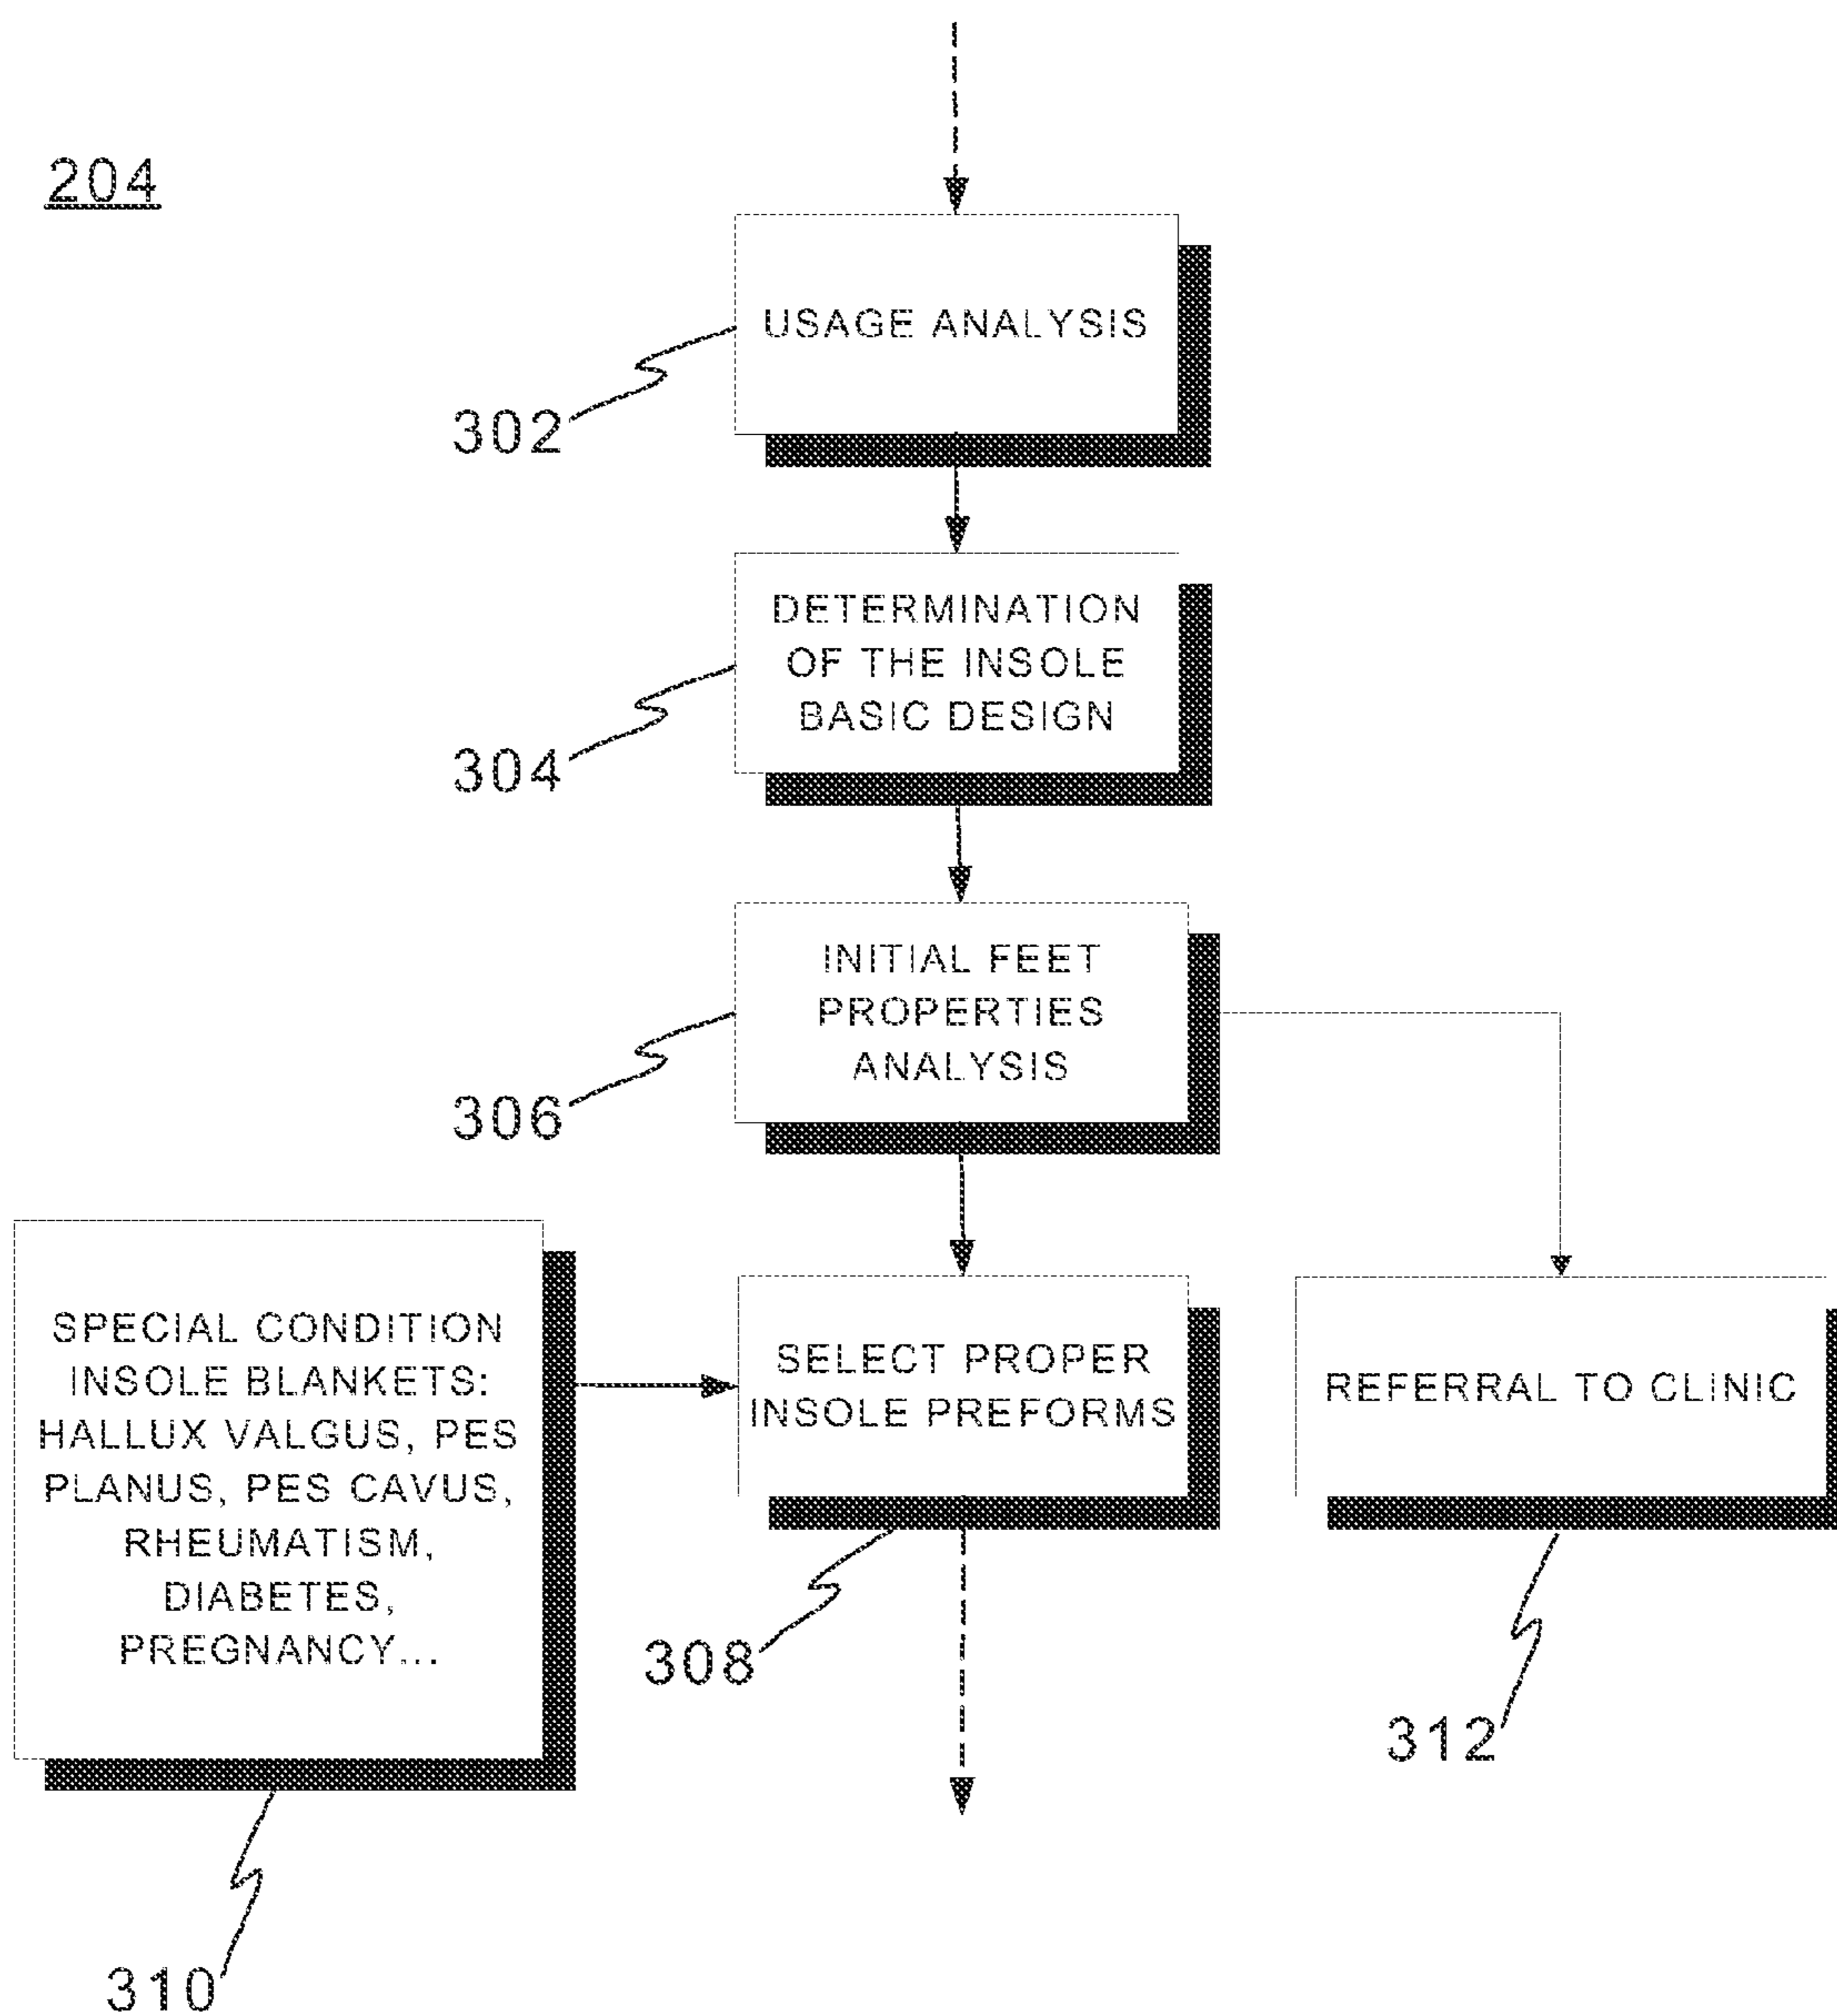 204
USAGE ANALYSIS
302
DETERMINATION
OF THE INSOLE
BASIC DESIGN
304
INITIAL FEET
PROPERTIES
ANALYSIS
306
SPECIAL CONDITION
INSOLE BLANKETS:
HALLUX VALGUS, PES
PLANUS, PES CAVUS,
RHEUMATISM,
DIABETES,
PREGNANCY...
310
SELECT PROPER
INSOLE PREFORMS
308
REFERRAL TO CLINIC
312